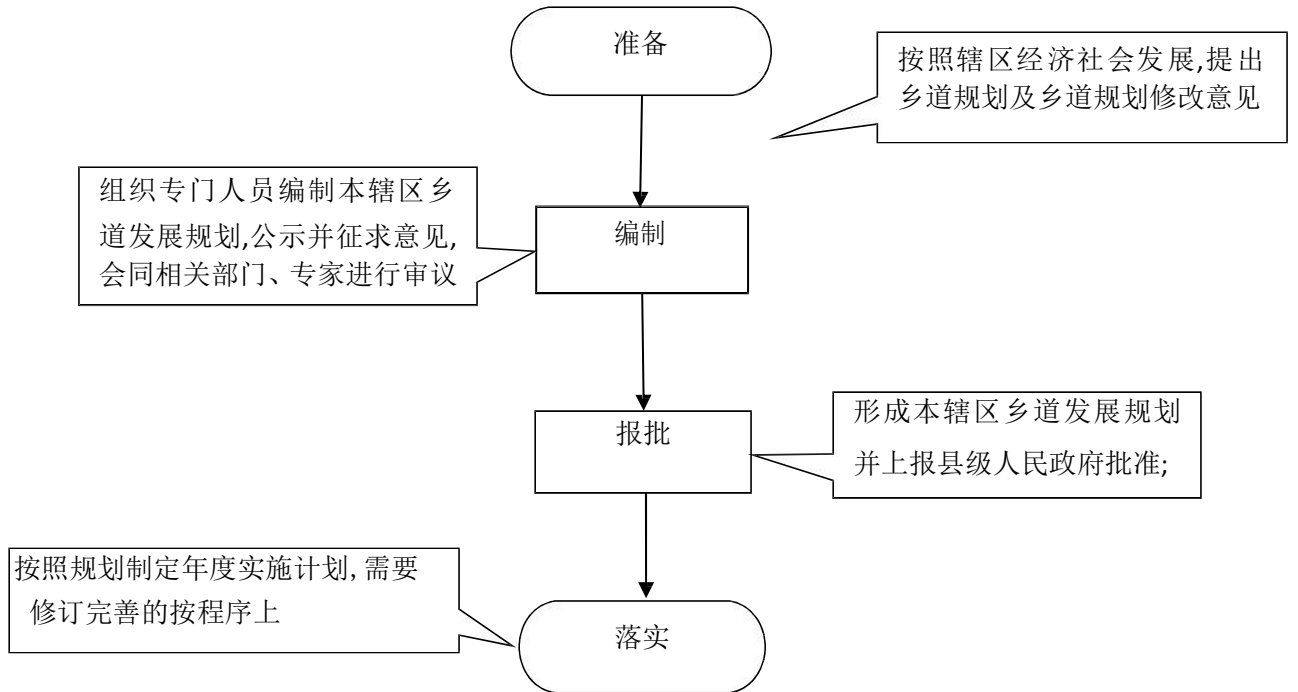 准备
按照辖区经济社会发展,提出
乡道规划及乡道规划修改意见
组织专门人员编制本辖区乡
道发展规划,公示并征求意见,
会同相关部门、专家进行审议
编制
报批
形成本辖区乡道发展规划
并上报县级人民政府批准;
按照规划制定年度实施计划,需要
修订完善的按程序上
落实